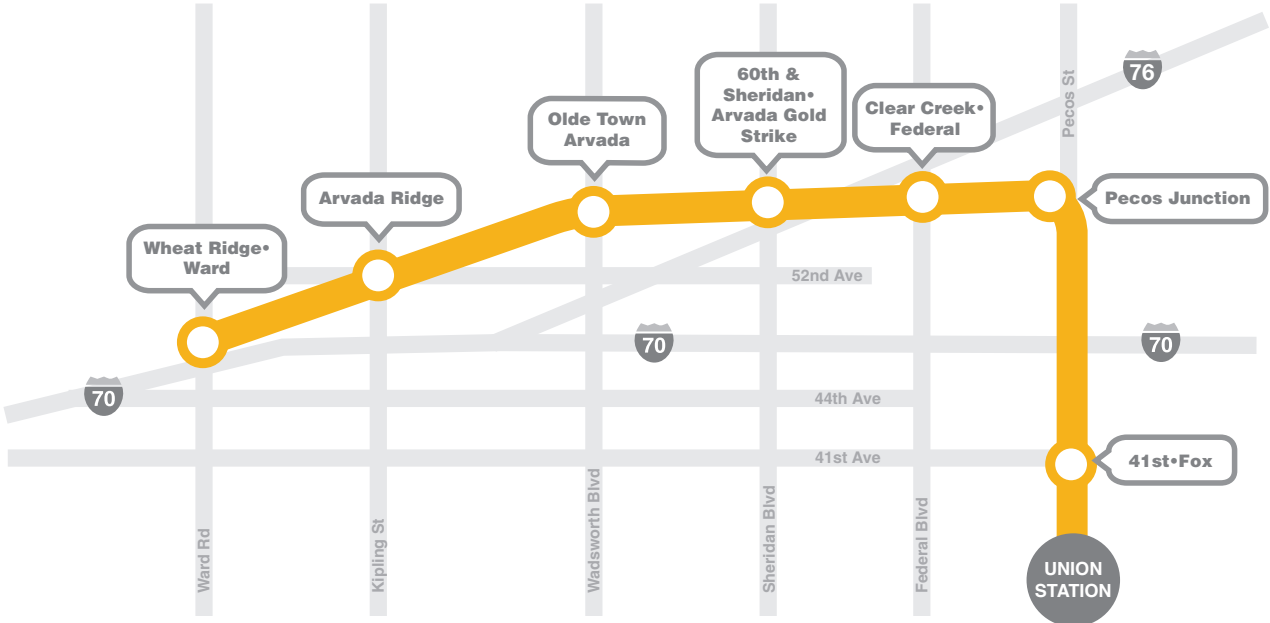 76
Pecos St
60th &
Sheridan•
Arvada Gold
Strike
Clear Creek•
Federal
Olde Town
Arvada
Arvada Ridge
Pecos Junction
Wheat Ridge•
Ward
52nd Ave
70
70
70
44th Ave
41st Ave
41st•Fox
Ward Rd
Kipling St
Wadsworth Blvd
Sheridan Blvd
Federal Blvd
UNION
STATION